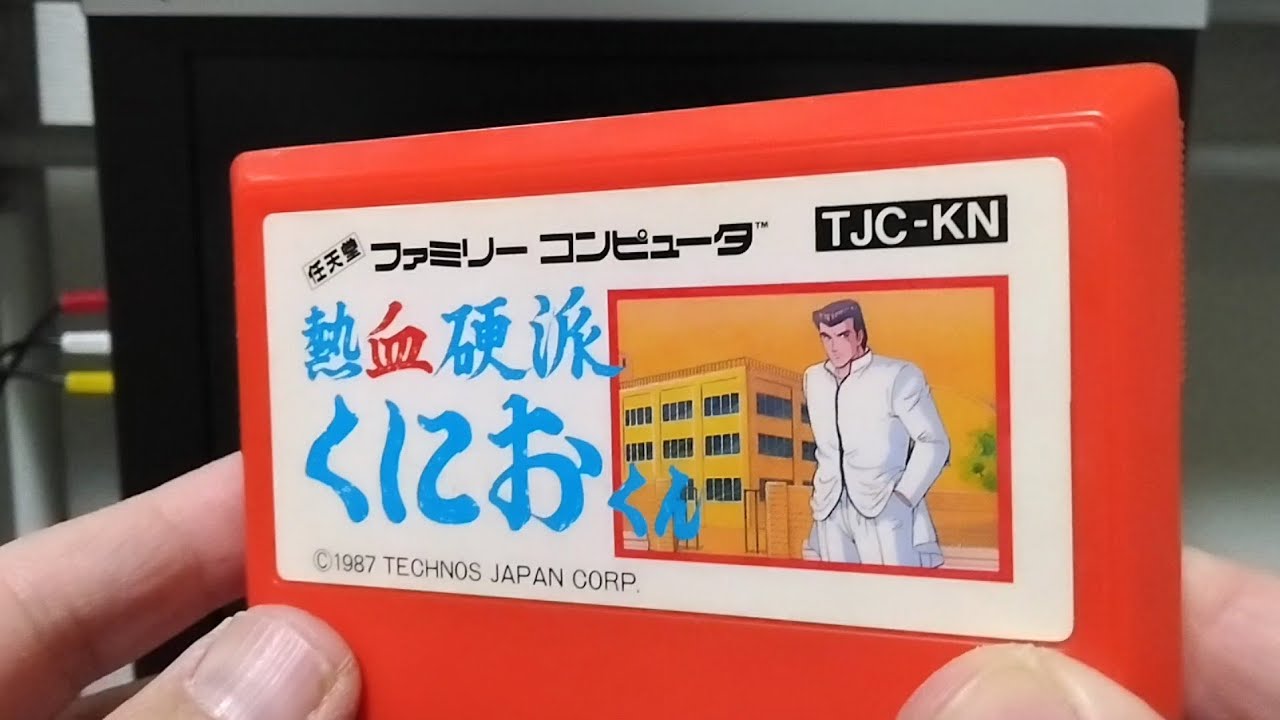 任天堂 ファミリー コンピュータ™ TJC-KN
熱血硬派
くにおくん
©1987 TECHNOS JAPAN CORP.